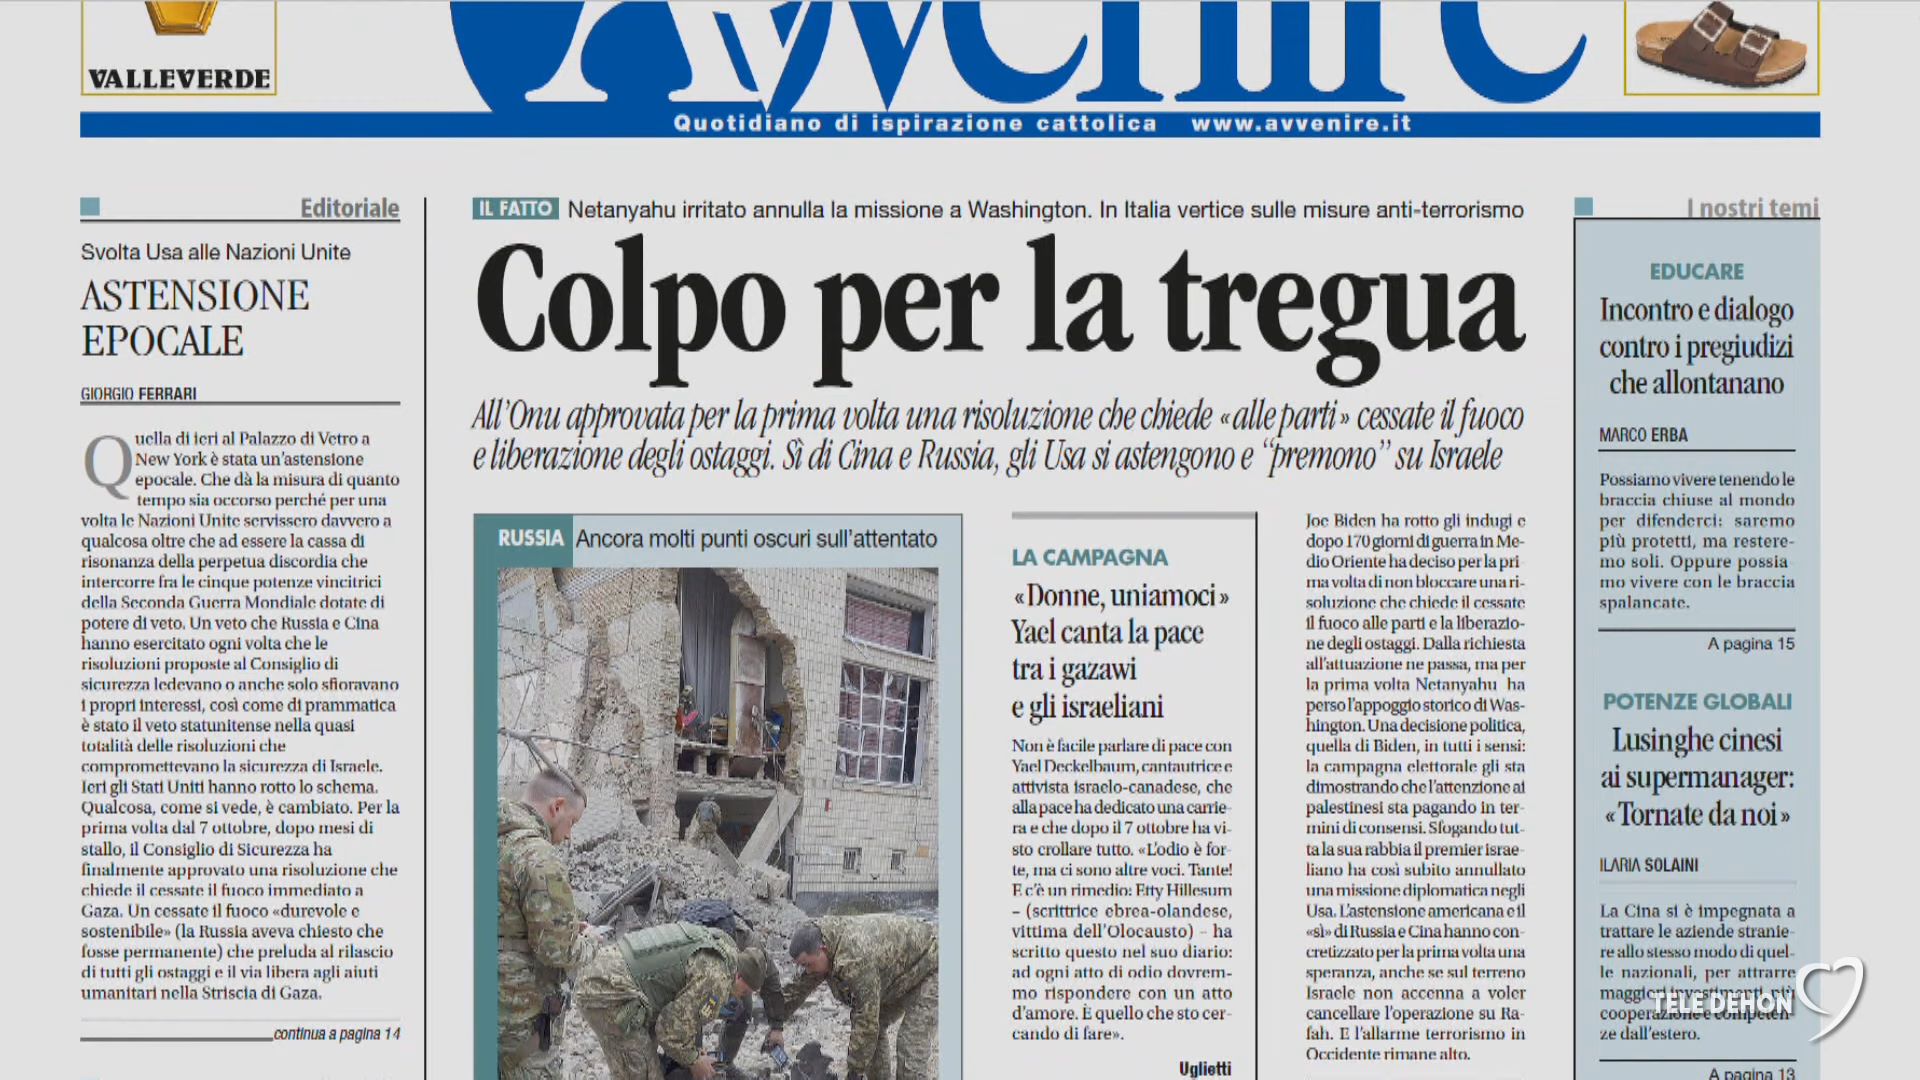 VALLEVERDE
Avvenire
Quotidiano di ispirazione cattolica www.avvenire.it
Editoriale
Svolta Usa alle Nazioni Unite
ASTENSIONE
EPOCALE
GIORGIO FERRARI
Quella di ieri al Palazzo di Vetro a
New York è stata un'astensione
epocale. Che dà la misura di quanto
tempo sia occorso perché per una
volta le Nazioni Unite servissero davvero a
qualcosa oltre che ad essere la cassa di
risonanza della perpetua discordia che
intercorre fra le cinque potenze vincitrici
della Seconda Guerra Mondiale dotate di
potere di veto. Un veto che Russia e Cina
hanno esercitato ogni volta che le
risoluzioni proposte al Consiglio di
sicurezza ledevano o anche solo sfioravano
i propri interessi, così come di prammatica
è stato il veto statunitense nella quasi
totalità delle risoluzioni che
compromettevano la sicurezza di Israele.
Ieri gli Stati Uniti hanno rotto lo schema.
Qualcosa, come si vede, è cambiato. Per la
prima volta dal 7 ottobre, dopo mesi di
stallo, il Consiglio di Sicurezza ha
finalmente approvato una risoluzione che
chiede il cessate il fuoco immediato a
Gaza. Un cessate il fuoco «durevole e
sostenibile» (la Russia aveva chiesto che
fosse permanente) che preluda al rilascio
di tutti gli ostaggi e il via libera agli aiuti
umanitari nella Striscia di Gaza.
continua a pagina 14
IL FATTO Netanyahu irritato annulla la missione a Washington. In Italia vertice sulle misure anti-terrorismo
Colpo per la tregua
All'Onu approvata per la prima volta una risoluzione che chiede «alle parti» cessate il fuoco
e liberazione degli ostaggi. Sì di Cina e Russia, gli Usa si astengono e “premono” su Israele
RUSSIA Ancora molti punti oscuri sull'attentato
LA CAMPAGNA
«Donne, uniamoci»
Yael canta la pace
tra i gazawi
e gli israeliani
Non è facile parlare di pace con
Yael Deckelbaum, cantautrice e
attivista israelo-canadese, che
alla pace ha dedicato una carrie-
ra e che dopo il 7 ottobre ha vi-
sto crollare tutto. «L'odio è for-
te, ma ci sono altre voci. Tante!
E c'è un rimedio: Etty Hillesum
– (scrittrice ebrea-olandese,
vittima dell'Olocausto) – ha
scritto questo nel suo diario:
ad ogni atto di odio dovrem-
mo rispondere con un atto
d'amore. È quello che sto cer-
cando di fare».
Uglietti
Joe Biden ha rotto gli indugi e
dopo 170 giorni di guerra in Me-
dio Oriente ha deciso per la pri-
ma volta di non bloccare una ri-
soluzione che chiede il cessate
il fuoco alle parti e la liberazio-
ne degli ostaggi. Dalla richiesta
all'attuazione ne passa, ma per
la prima volta Netanyahu ha
perso l'appoggio storico di Was-
hington. Una decisione politica,
quella di Biden, in tutti i sensi:
la campagna elettorale gli sta
dimostrando che l'attenzione ai
palestinesi sta pagando in ter-
mini di consensi. Sfogando tut-
ta la sua rabbia il premier israe-
liano ha così subito annullato
una missione diplomatica negli
Usa. L'astensione americana e il
«sì» di Russia e Cina hanno con-
cretizzato per la prima volta una
speranza, anche se sul terreno
Israele non accenna a voler
cancellare l'operazione su Ra-
fah. E l'allarme terrorismo in
Occidente rimane alto.
I nostri temi
EDUCARE
Incontro e dialogo
contro i pregiudizi
che allontanano
MARCO ERBA
Possiamo vivere tenendo le
braccia chiuse al mondo
per difenderci: saremo
più protetti, ma restere-
mo soli. Oppure possia-
mo vivere con le braccia
spalancate.
A pagina 15
POTENZE GLOBALI
Lusinghe cinesi
ai supermanager:
«Tornate da noi»
ILARIA SOLAINI
La Cina si è impegnata a
trattare le aziende stranie-
re allo stesso modo di quel-
le nazionali, per attrarre
maggiori investimenti, più
cooperazione e competen-
ze dall'estero.
A pagina 13
TELE DEHON